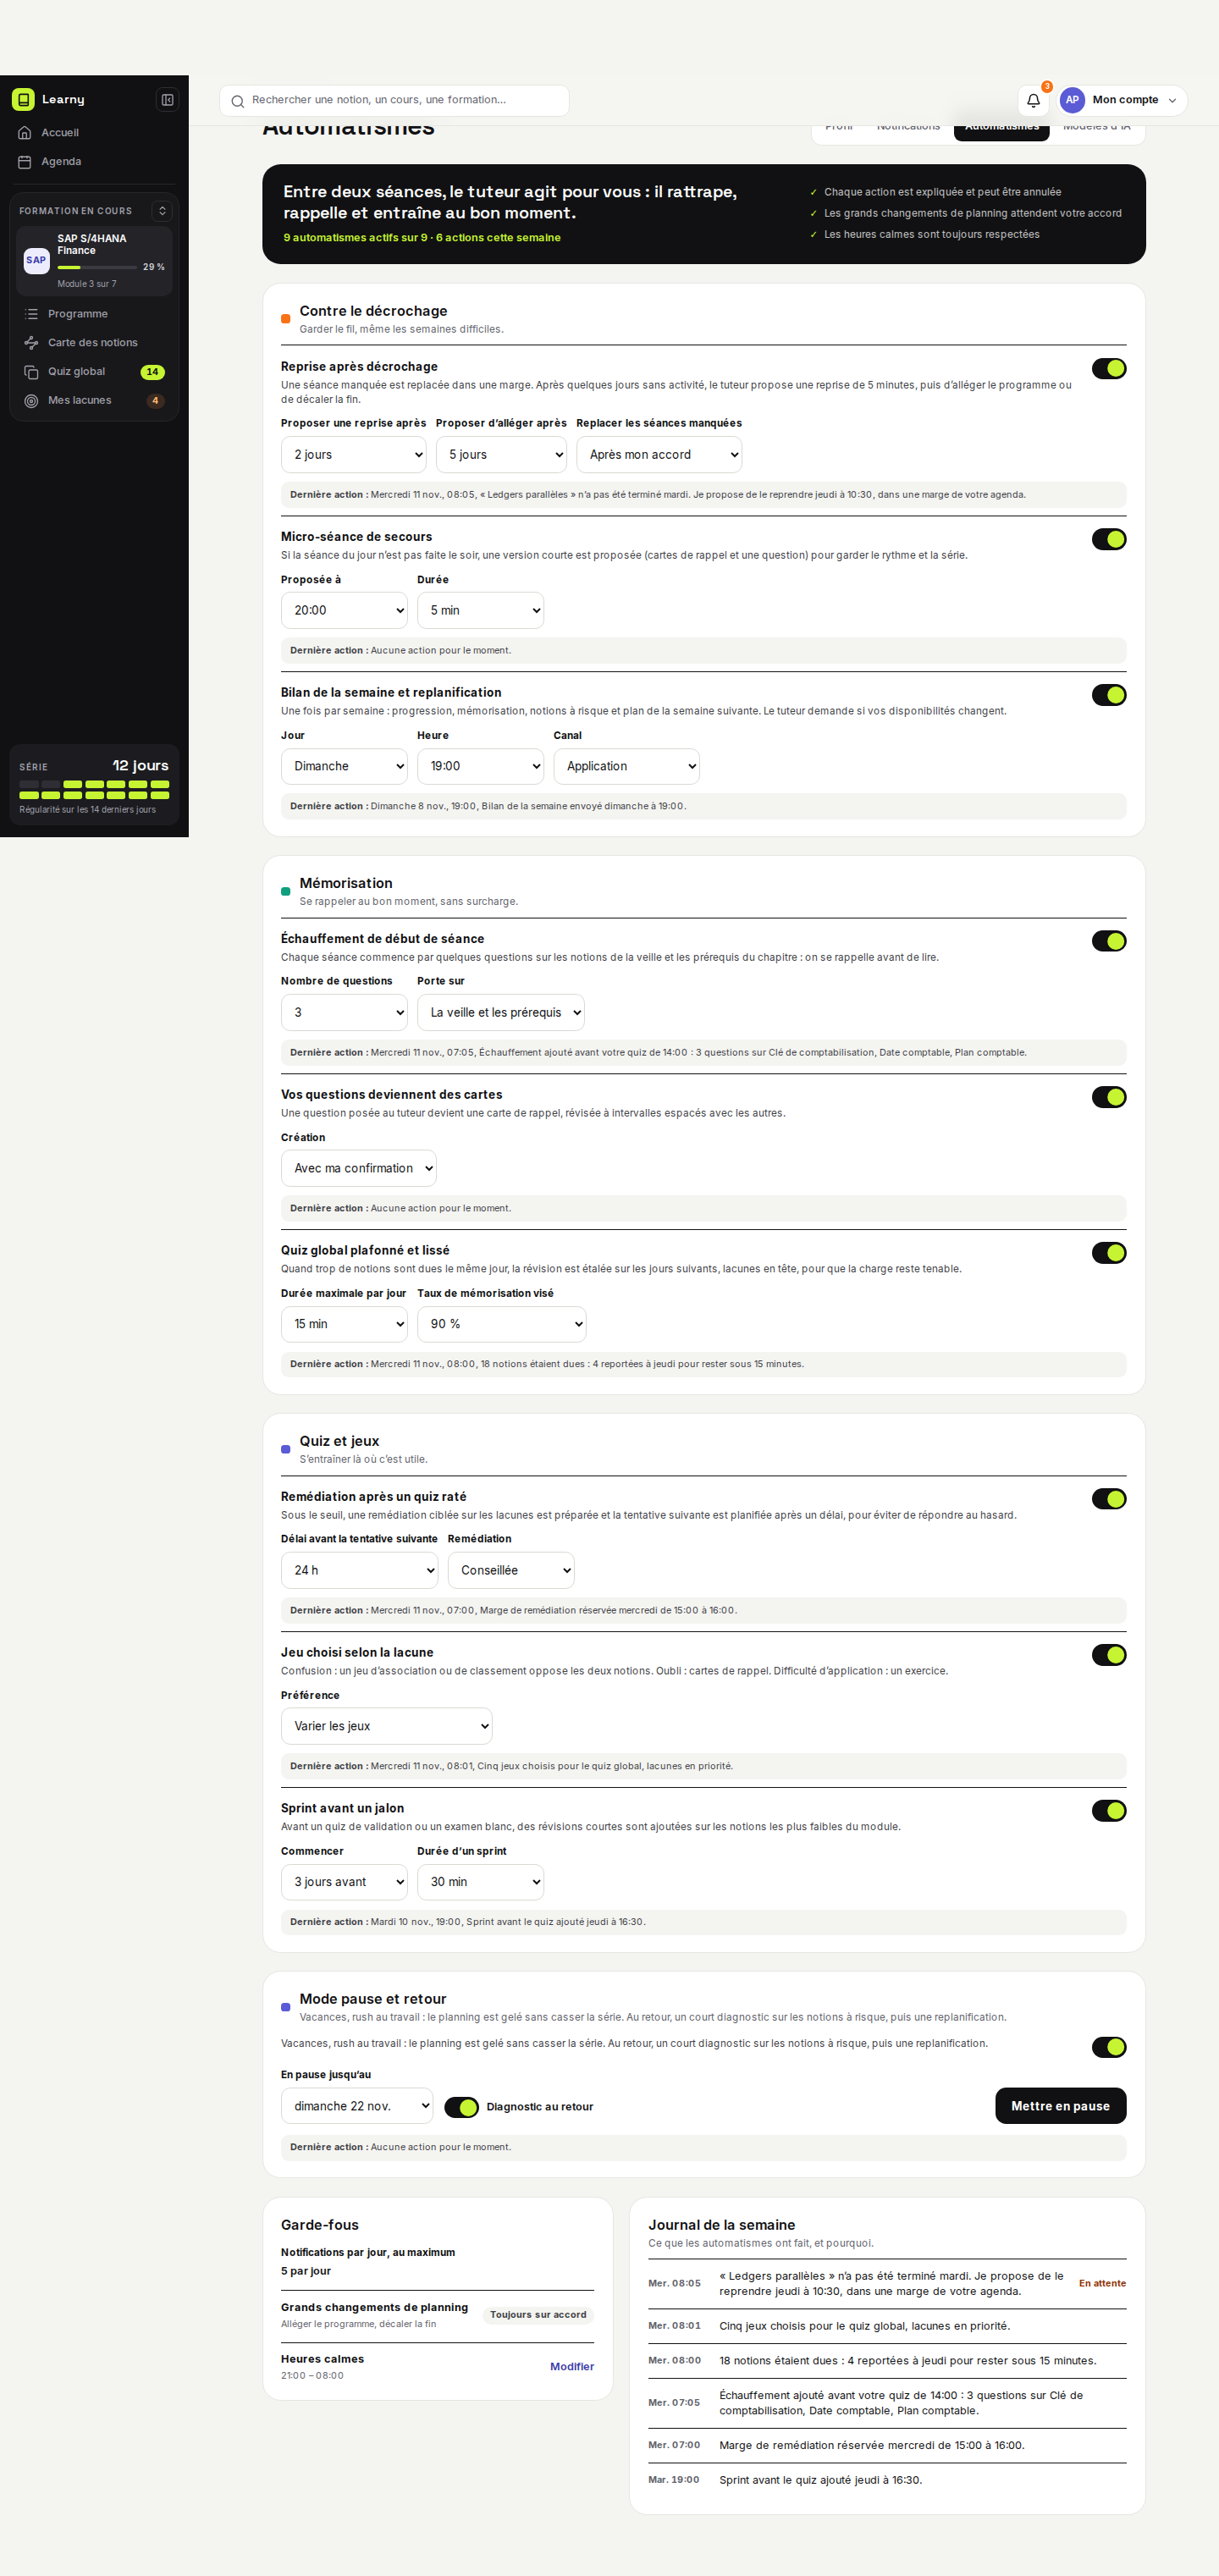 Learny
Accueil
Agenda
FORMATION EN COURS
SAP
SAP S/4HANA
Finance
29 %
Module 3 sur 7
Programme
Carte des notions
Quiz global
14
Mes lacunes
4
SÉRIE
12 jours
Régularité sur les 14 derniers jours
Rechercher une notion, un cours, une formation...
3
AP
Mon compte
Automatismes
Profil
Notifications
Automatismes
Modèles d'IA
Entre deux séances, le tuteur agit pour vous : il rattrape,
rappelle et entraîne au bon moment.
9 automatismes actifs sur 9 · 6 actions cette semaine
✓ Chaque action est expliquée et peut être annulée
✓ Les grands changements de planning attendent votre accord
✓ Les heures calmes sont toujours respectées
Contre le décrochage
Garder le fil, même les semaines difficiles.
Reprise après décrochage
Une séance manquée est replacée dans une marge. Après quelques jours sans activité, le tuteur propose une reprise de 5 minutes, puis d’alléger le programme ou
de décaler la fin.
Proposer une reprise après
Proposer d’alléger après
Replacer les séances manquées
2 jours
5 jours
Après mon accord
Dernière action : Mercredi 11 nov., 08:05, « Ledgers parallèles » n’a pas été terminé mardi. Je propose de le reprendre jeudi à 10:30, dans une marge de votre agenda.
Micro-séance de secours
Si la séance du jour n’est pas faite le soir, une version courte est proposée (cartes de rappel et une question) pour garder le rythme et la série.
Proposée à
Durée
20:00
5 min
Dernière action : Aucune action pour le moment.
Bilan de la semaine et replanification
Une fois par semaine : progression, mémorisation, notions à risque et plan de la semaine suivante. Le tuteur demande si vos disponibilités changent.
Jour
Heure
Canal
Dimanche
19:00
Application
Dernière action : Dimanche 8 nov., 19:00, Bilan de la semaine envoyé dimanche à 19:00.
Mémorisation
Se rappeler au bon moment, sans surcharge.
Échauffement de début de séance
Chaque séance commence par quelques questions sur les notions de la veille et les prérequis du chapitre : on se rappelle avant de lire.
Nombre de questions
Porte sur
3
La veille et les prérequis
Dernière action : Mercredi 11 nov., 07:05, Échauffement ajouté avant votre quiz de 14:00 : 3 questions sur Clé de comptabilisation, Date comptable, Plan comptable.
Vos questions deviennent des cartes
Une question posée au tuteur devient une carte de rappel, révisée à intervalles espacés avec les autres.
Création
Avec ma confirmation
Dernière action : Aucune action pour le moment.
Quiz global plafonné et lissé
Quand trop de notions sont dues le même jour, la révision est étalée sur les jours suivants, lacunes en tête, pour que la charge reste tenable.
Durée maximale par jour
Taux de mémorisation visé
15 min
90 %
Dernière action : Mercredi 11 nov., 08:00, 18 notions étaient dues : 4 reportées à jeudi pour rester sous 15 minutes.
Quiz et jeux
S’entraîner là où c’est utile.
Remédiation après un quiz raté
Sous le seuil, une remédiation ciblée sur les lacunes est préparée et la tentative suivante est planifiée après un délai, pour éviter de répondre au hasard.
Délai avant la tentative suivante
Remédiation
24 h
Conseillée
Dernière action : Mercredi 11 nov., 07:00, Marge de remédiation réservée mercredi de 15:00 à 16:00.
Jeu choisi selon la lacune
Confusion : un jeu d’association ou de classement oppose les deux notions. Oubli : cartes de rappel. Difficulté d’application : un exercice.
Préférence
Varier les jeux
Dernière action : Mercredi 11 nov., 08:01, Cinq jeux choisis pour le quiz global, lacunes en priorité.
Sprint avant un jalon
Avant un quiz de validation ou un examen blanc, des révisions courtes sont ajoutées sur les notions les plus faibles du module.
Commencer
Durée d’un sprint
3 jours avant
30 min
Dernière action : Mardi 10 nov., 19:00, Sprint avant le quiz ajouté jeudi à 16:30.
Mode pause et retour
Vacances, rush au travail : le planning est gelé sans casser la série. Au retour, un court diagnostic sur les notions à risque, puis une replanification.
Vacances, rush au travail : le planning est gelé sans casser la série. Au retour, un court diagnostic sur les notions à risque, puis une replanification.
En pause jusqu’au
dimanche 22 nov.
Diagnostic au retour
Mettre en pause
Dernière action : Aucune action pour le moment.
Garde-fous
Notifications par jour, au maximum
5 par jour
Grands changements de planning
Alléger le programme, décaler la fin
Toujours sur accord
Heures calmes
21:00 – 08:00
Modifier
Journal de la semaine
Ce que les automatismes ont fait, et pourquoi.
Mer. 08:05
« Ledgers parallèles » n’a pas été terminé mardi. Je propose de le
reprendre jeudi à 10:30, dans une marge de votre agenda.
En attente
Mer. 08:01
Cinq jeux choisis pour le quiz global, lacunes en priorité.
Mer. 08:00
18 notions étaient dues : 4 reportées à jeudi pour rester sous 15 minutes.
Mer. 07:05
Échauffement ajouté avant votre quiz de 14:00 : 3 questions sur Clé de
comptabilisation, Date comptable, Plan comptable.
Mer. 07:00
Marge de remédiation réservée mercredi de 15:00 à 16:00.
Mar. 19:00
Sprint avant le quiz ajouté jeudi à 16:30.